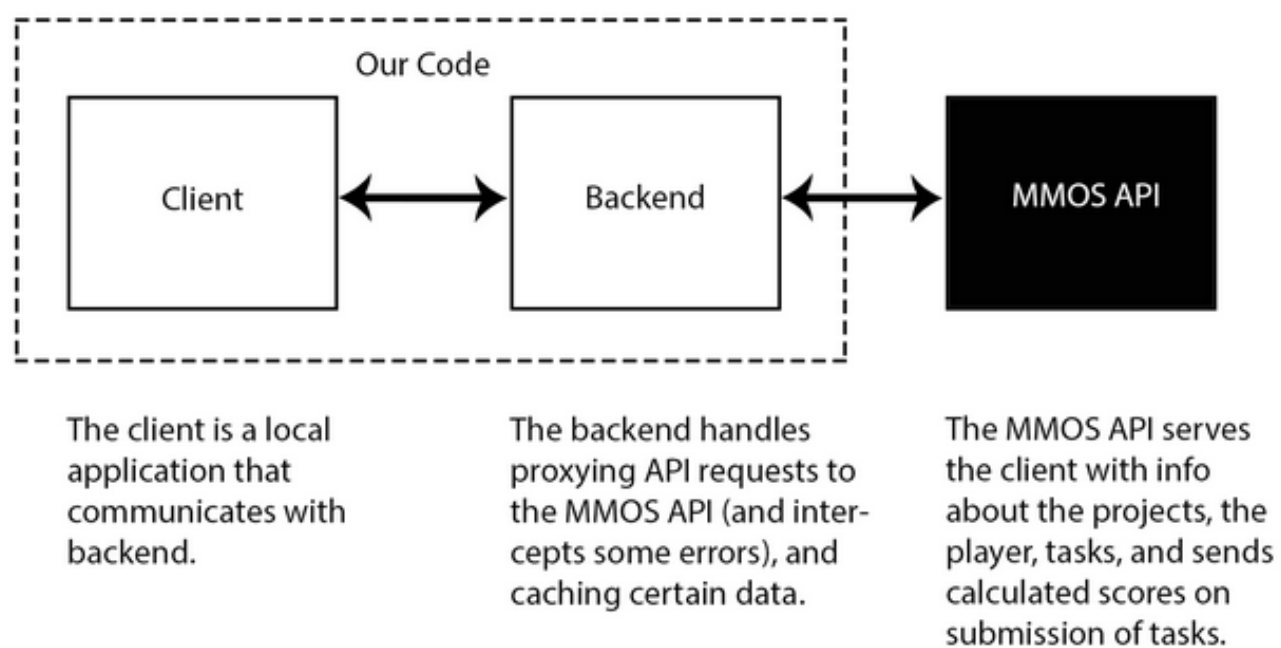 Our Code
Client
Backend
MMOS API
The client is a local
application that
communicates with
backend.
The backend handles
proxying API requests to
the MMOS API (and inter-
cepts some errors), and
caching certain data.
The MMOS API serves
the client with info
about the projects, the
player, tasks, and sends
calculated scores on
submission of tasks.